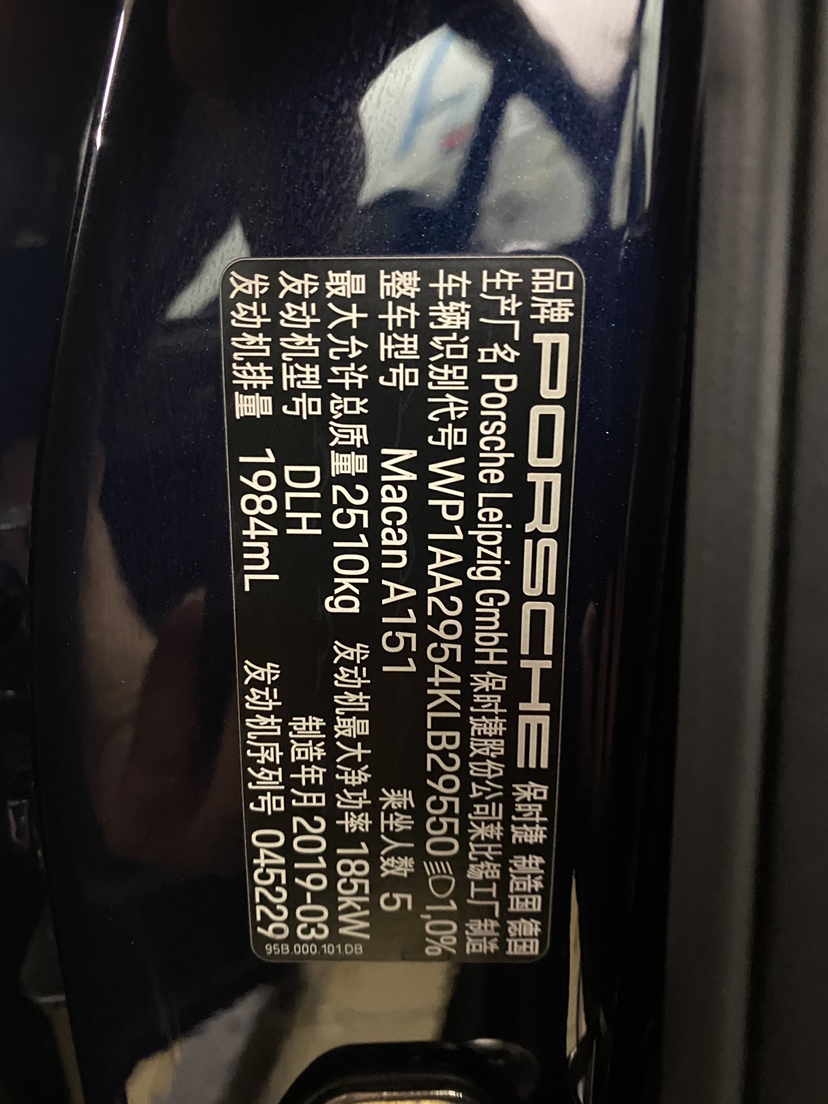 品牌 PORSCHE 保时捷 制造国 德国
生产厂名 Porsche Leipzig GmbH 保时捷股份公司莱比锡工厂 制造
车辆识别代号 WP1AA2954KLB29550 1,0%
整车型号 Macan A151 乘坐人数 5
最大允许总质量 2510kg 发动机最大净功率 185kW
发动机型号 DLH 制造年月 2019-03
发动机排量 1984mL 发动机序列号 045229
95B.000.101.DB